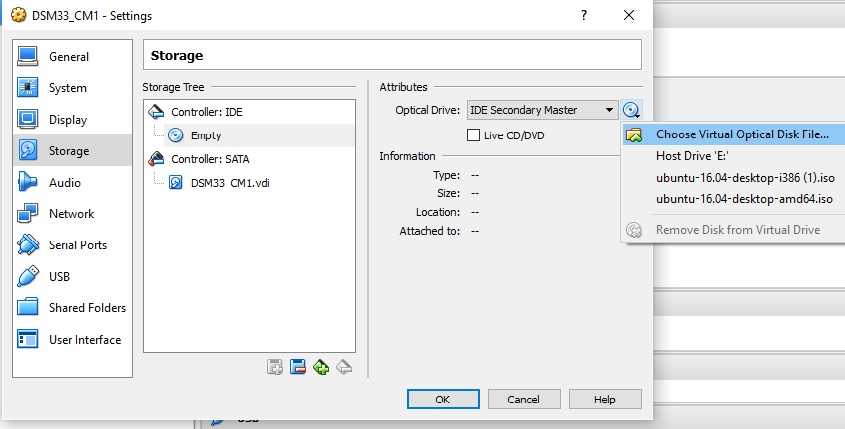 DSM33_CM1 - Settings
?
General
System
Display
Storage
Audio
Network
Serial Ports
USB
Shared Folders
User Interface
Storage
Storage Tree
Controller: IDE
Empty
Controller: SATA
DSM33_CM1.vdi
Attributes
Optical Drive: IDE Secondary Master
Live CD/DVD
Information
Type: --
Size: --
Location: --
Attached to: --
Choose Virtual Optical Disk File...
Host Drive 'E:'
ubuntu-16.04-desktop-i386 (1).iso
ubuntu-16.04-desktop-amd64.iso
Remove Disk from Virtual Drive
OK
Cancel
Help